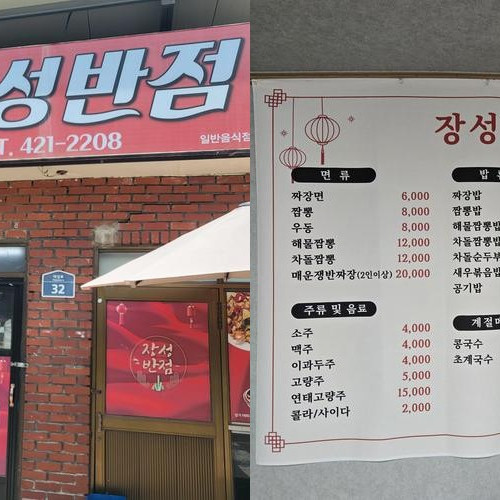 성반점
T. 421-2208
일반음식점
32
장성
반점
장성
면 류
짜장면 6,000
짬뽕 8,000
우동 8,000
해물짬뽕 12,000
차돌짬뽕 12,000
매운쟁반짜장(2인이상) 20,000
주류 및 음료
소주 4,000
맥주 4,000
이과두주 4,000
고량주 5,000
연태고량주 15,000
콜라/사이다 2,000
밥
짜장밥
짬뽕밥
해물짬뽕밥
차돌짬뽕밥
차돌순두부
새우볶음밥
공기밥
계절메
콩국수
초계국수